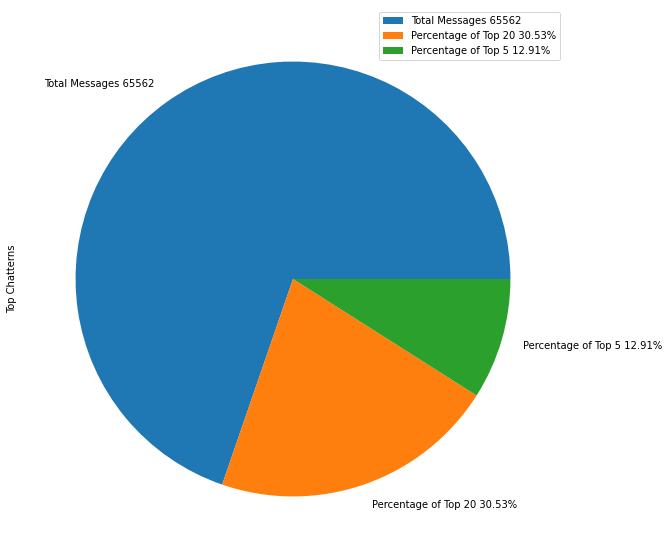 Total Messages 65562
Percentage of Top 20 30.53%
Percentage of Top 5 12.91%
Total Messages 65562
Top Chatterns
Percentage of Top 5 12.91%
Percentage of Top 20 30.53%